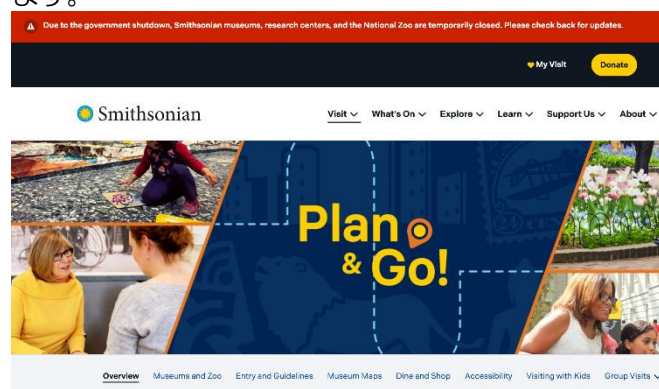 ます。
Due to the government shutdown, Smithsonian museums, research centers, and the National Zoo are temporarily closed. Please check back for updates.
My Visit
Donate
Smithsonian
Visit
What's On
Explore
Learn
Support Us
About
Plan
& Go!
Overview
Museums and Zoo
Entry and Guidelines
Museum Maps
Dine and Shop
Accessibility
Visiting with Kids
Group Visits